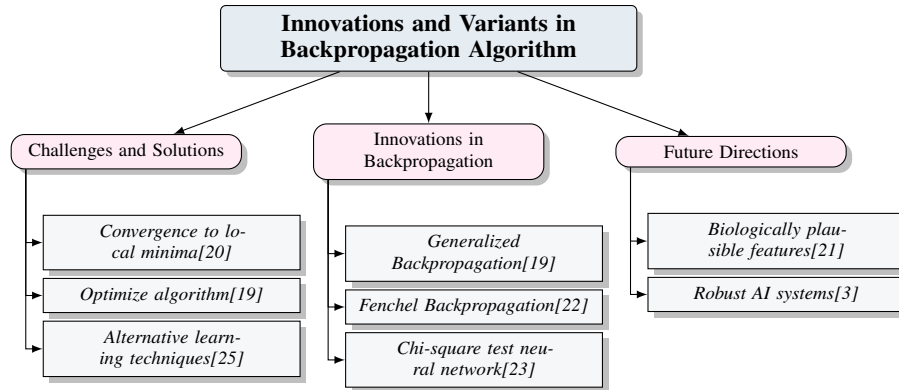 Innovations and Variants in
Backpropagation Algorithm
Challenges and Solutions
Convergence to lo-
cal minima[20]
Optimize algorithm[19]
Alternative learn-
ing techniques[25]
Innovations in
Backpropagation
Generalized
Backpropagation[19]
Fenchel Backpropagation[22]
Chi-square test neu-
ral network[23]
Future Directions
Biologically plau-
sible features[21]
Robust AI systems[3]